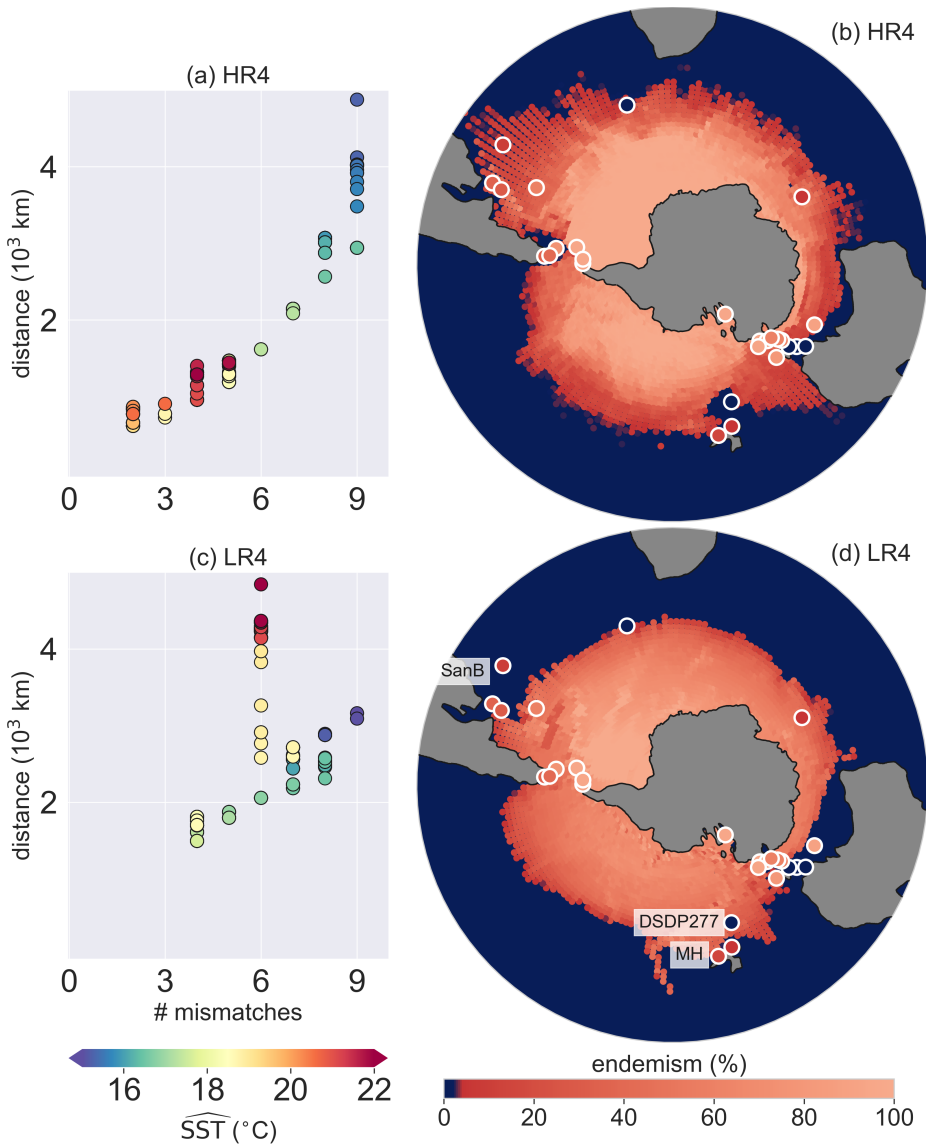 (a) HR4
distance (10³ km)
4
2
0
3
6
9
(b) HR4
(c) LR4
distance (10³ km)
4
2
0
3
6
9
# mismatches
16
18
20
22
S͡ST (°C)
(d) LR4
SanB
DSDP277
MH
endemism (%)
0
20
40
60
80
100